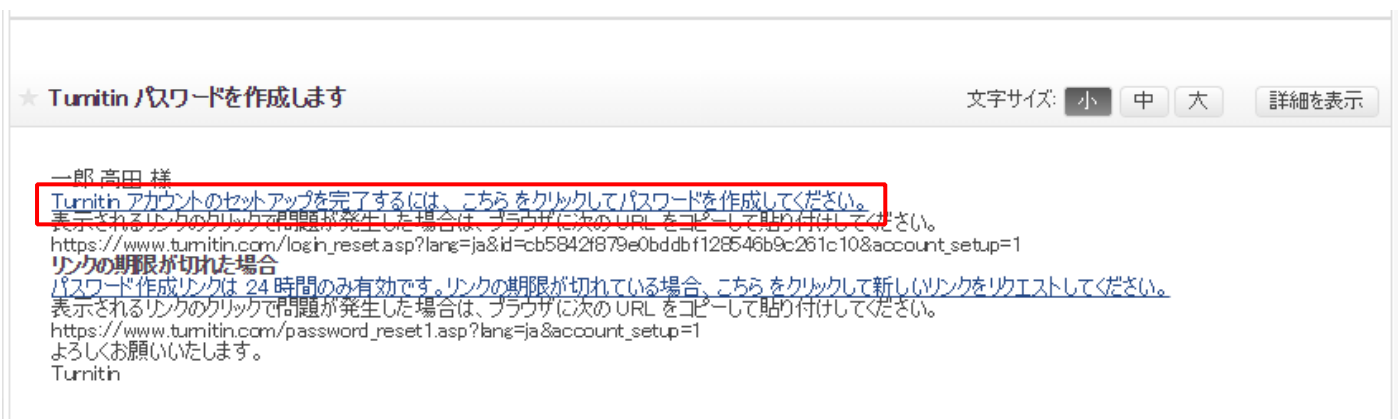 ★ Turnitin パスワードを作成します 文字サイズ: 小 中 大 詳細を表示
一郎 高田 様
Turnitin アカウントのセットアップを完了するには、こちら をクリックしてパスワードを作成してください。
表示されるリンクのクリックで問題が発生した場合は、ブラウザに次の URL をコピーして貼り付けしてください。
https://www.turnitin.com/login_reset.asp?lang=ja&id=cb5842f879e0bddbf128546b9c261c10&account_setup=1
リンクの期限が切れた場合
パスワード作成リンクは 24 時間のみ有効です。リンクの期限が切れている場合、こちら をクリックして新しいリンクをリクエストしてください。
表示されるリンクのクリックで問題が発生した場合は、ブラウザに次の URL をコピーして貼り付けしてください。
https://www.turnitin.com/password_reset1.asp?lang=ja&account_setup=1
よろしくお願いいたします。
Turnitin